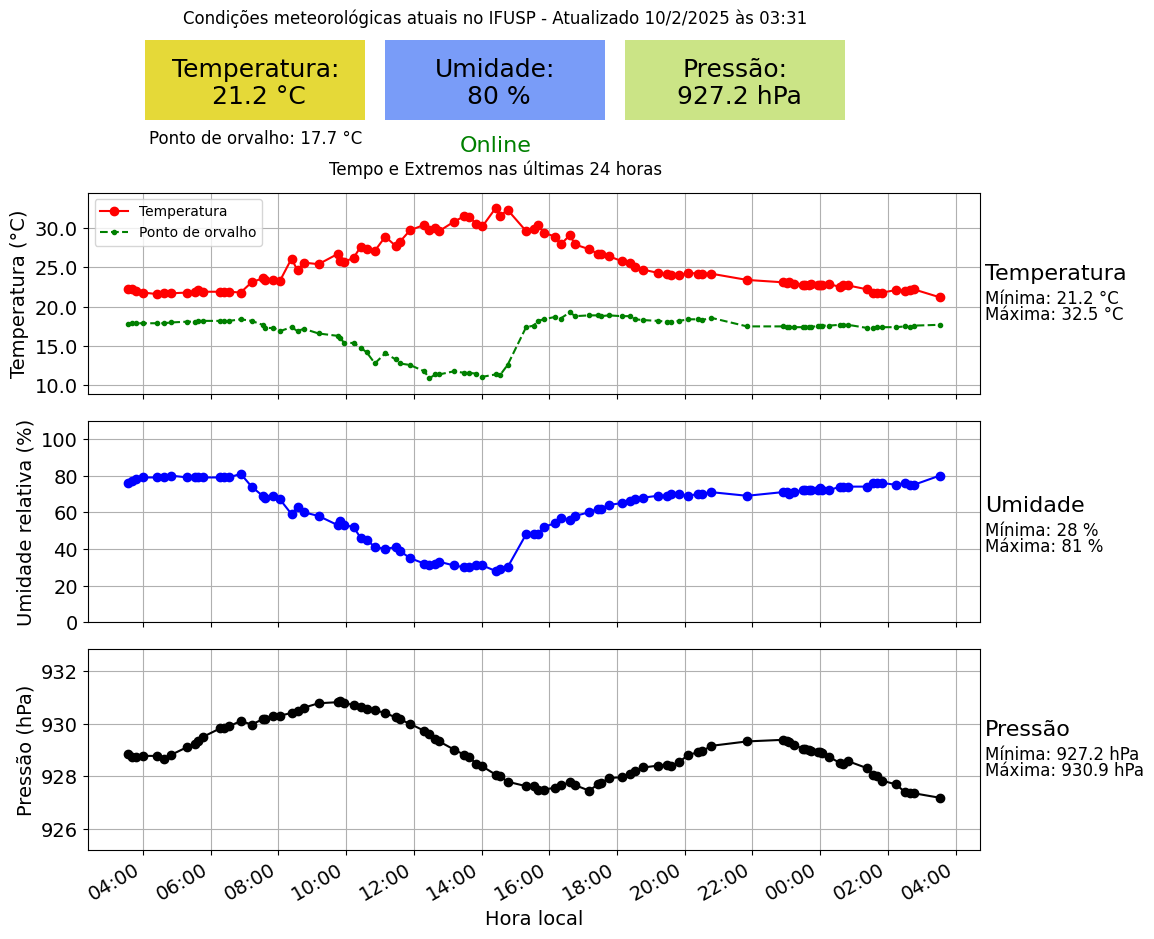 Condições meteorológicas atuais no IFUSP - Atualizado 10/2/2025 às 03:31
Temperatura:
21.2 °C
Umidade:
80 %
Pressão:
927.2 hPa
Ponto de orvalho: 17.7 °C
Online
Tempo e Extremos nas últimas 24 horas
Temperatura (°C)
30.0
25.0
20.0
15.0
10.0
Temperatura
Ponto de orvalho
Temperatura
Mínima: 21.2 °C
Máxima: 32.5 °C
Umidade relativa (%)
100
80
60
40
20
0
Umidade
Mínima: 28 %
Máxima: 81 %
Pressão (hPa)
932
930
928
926
Pressão
Mínima: 927.2 hPa
Máxima: 930.9 hPa
04:00 06:00 08:00 10:00 12:00 14:00 16:00 18:00 20:00 22:00 00:00 02:00 04:00
Hora local